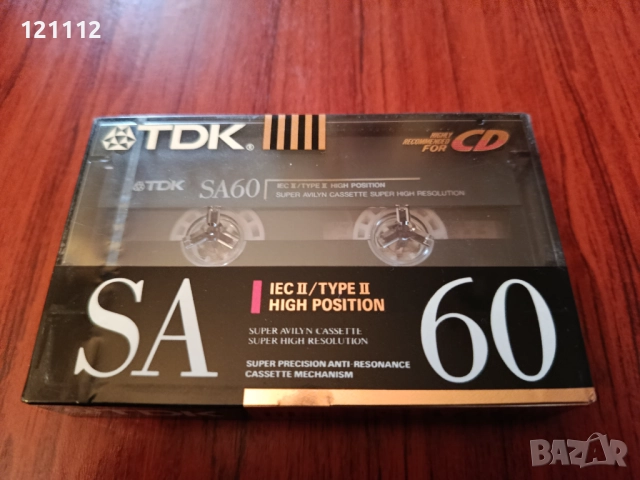 121112
TDK®
HIGHLY
RECOMMENDED
FOR CD
TDK SA60 IEC II/TYPE II HIGH POSITION
SUPER AVILYN CASSETTE SUPER HIGH RESOLUTION
SA 60
IEC II/TYPE II
HIGH POSITION
SUPER AVILYN CASSETTE
SUPER HIGH RESOLUTION
SUPER PRECISION ANTI-RESONANCE
CASSETTE MECHANISM
BAZAR